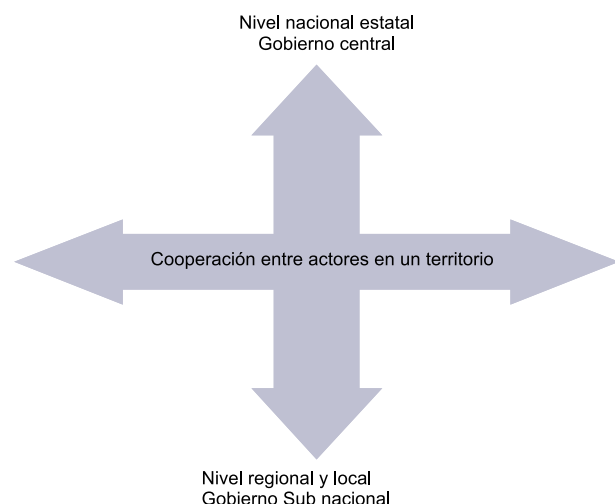 Nivel nacional estatal
Gobierno central
Cooperación entre actores en un territorio
Nivel regional y local
Gobierno Sub nacional